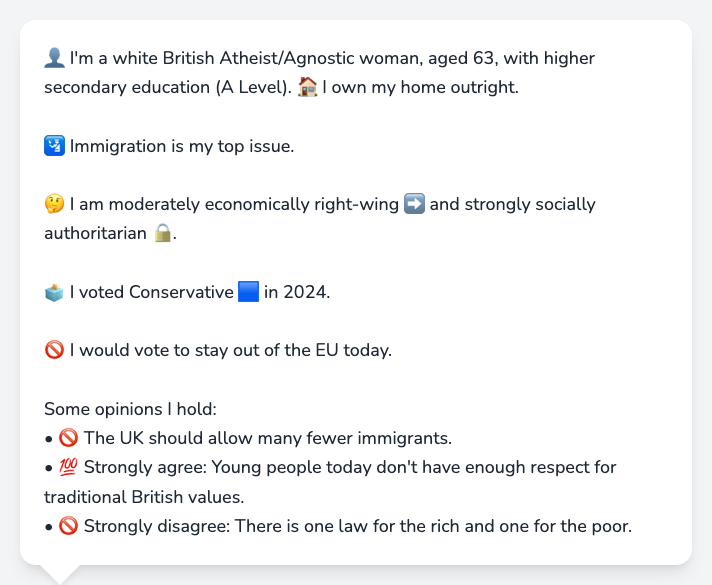 👤 I'm a white British Atheist/Agnostic woman, aged 63, with higher
secondary education (A Level). 🏠 I own my home outright.
🛂 Immigration is my top issue.
🤔 I am moderately economically right-wing ➡️ and strongly socially
authoritarian 🔒.
🗳️ I voted Conservative 🟦 in 2024.
🚫 I would vote to stay out of the EU today.
Some opinions I hold:
• 🚫 The UK should allow many fewer immigrants.
• 💯 Strongly agree: Young people today don't have enough respect for
traditional British values.
• 🚫 Strongly disagree: There is one law for the rich and one for the poor.